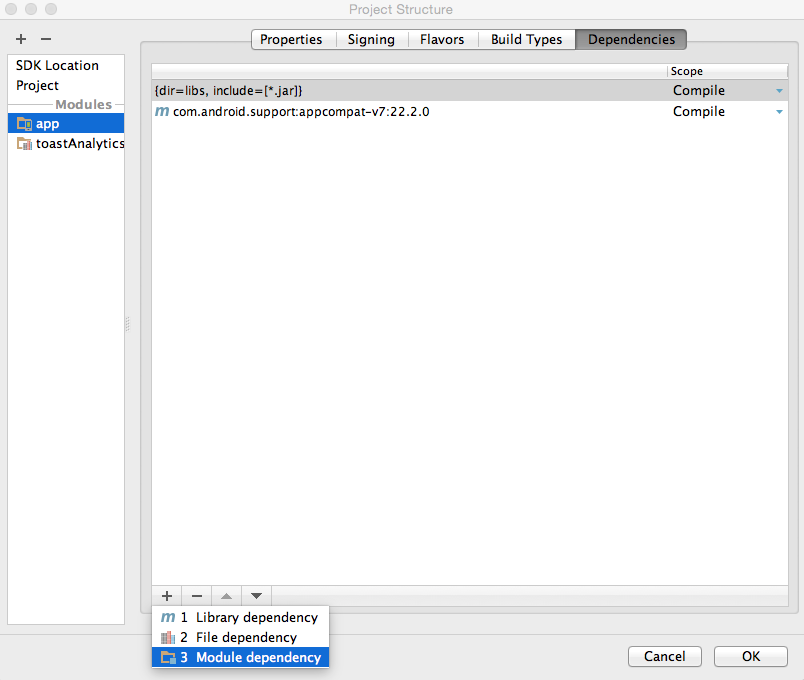 Project Structure
+ −
SDK Location
Project
Modules
app
toastAnalytics
Properties Signing Flavors Build Types Dependencies
Scope
{dir=libs, include=[*.jar]} Compile
m com.android.support:appcompat-v7:22.2.0 Compile
+ −
m 1 Library dependency
2 File dependency
3 Module dependency
Cancel OK